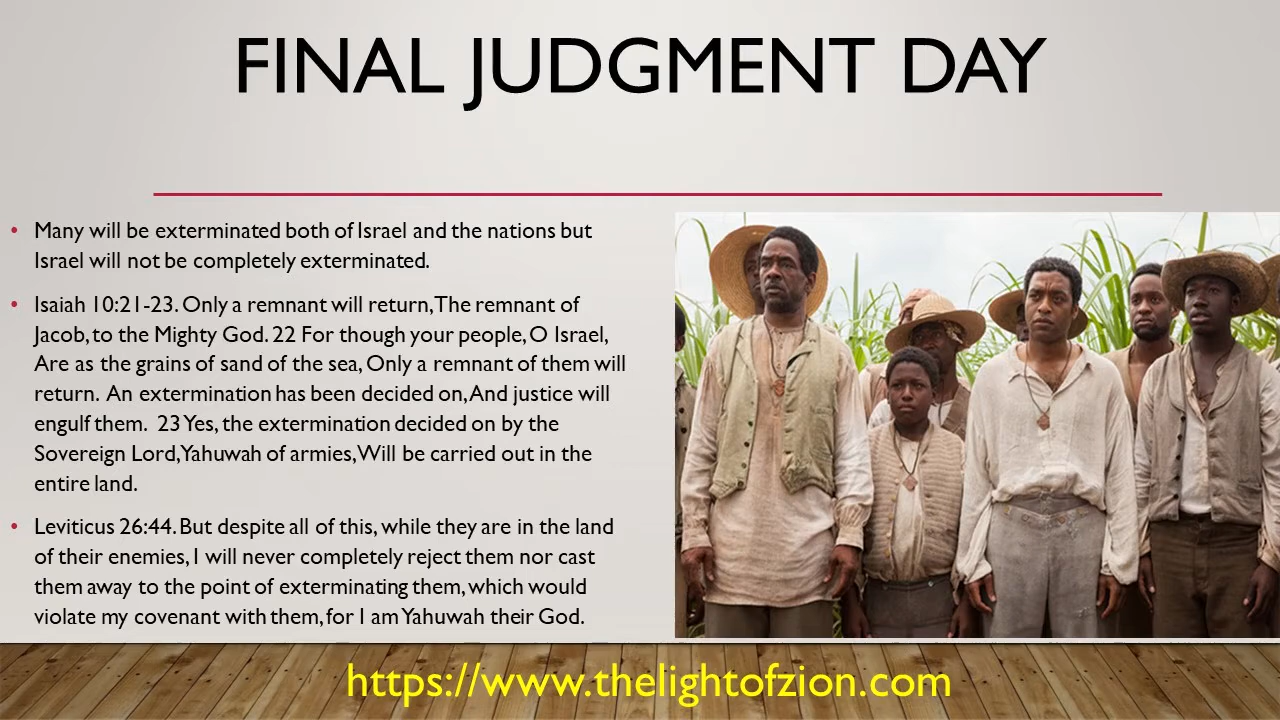 FINAL JUDGMENT DAY
• Many will be exterminated both of Israel and the nations but
Israel will not be completely exterminated.
• Isaiah 10:21-23. Only a remnant will return, The remnant of
Jacob, to the Mighty God. 22 For though your people, O Israel,
Are as the grains of sand of the sea, Only a remnant of them will
return. An extermination has been decided on, And justice will
engulf them. 23 Yes, the extermination decided on by the
Sovereign Lord, Yahuwah of armies, Will be carried out in the
entire land.
• Leviticus 26:44. But despite all of this, while they are in the land
of their enemies, I will never completely reject them nor cast
them away to the point of exterminating them, which would
violate my covenant with them, for I am Yahuwah their God.
https://www.thelightofzion.com